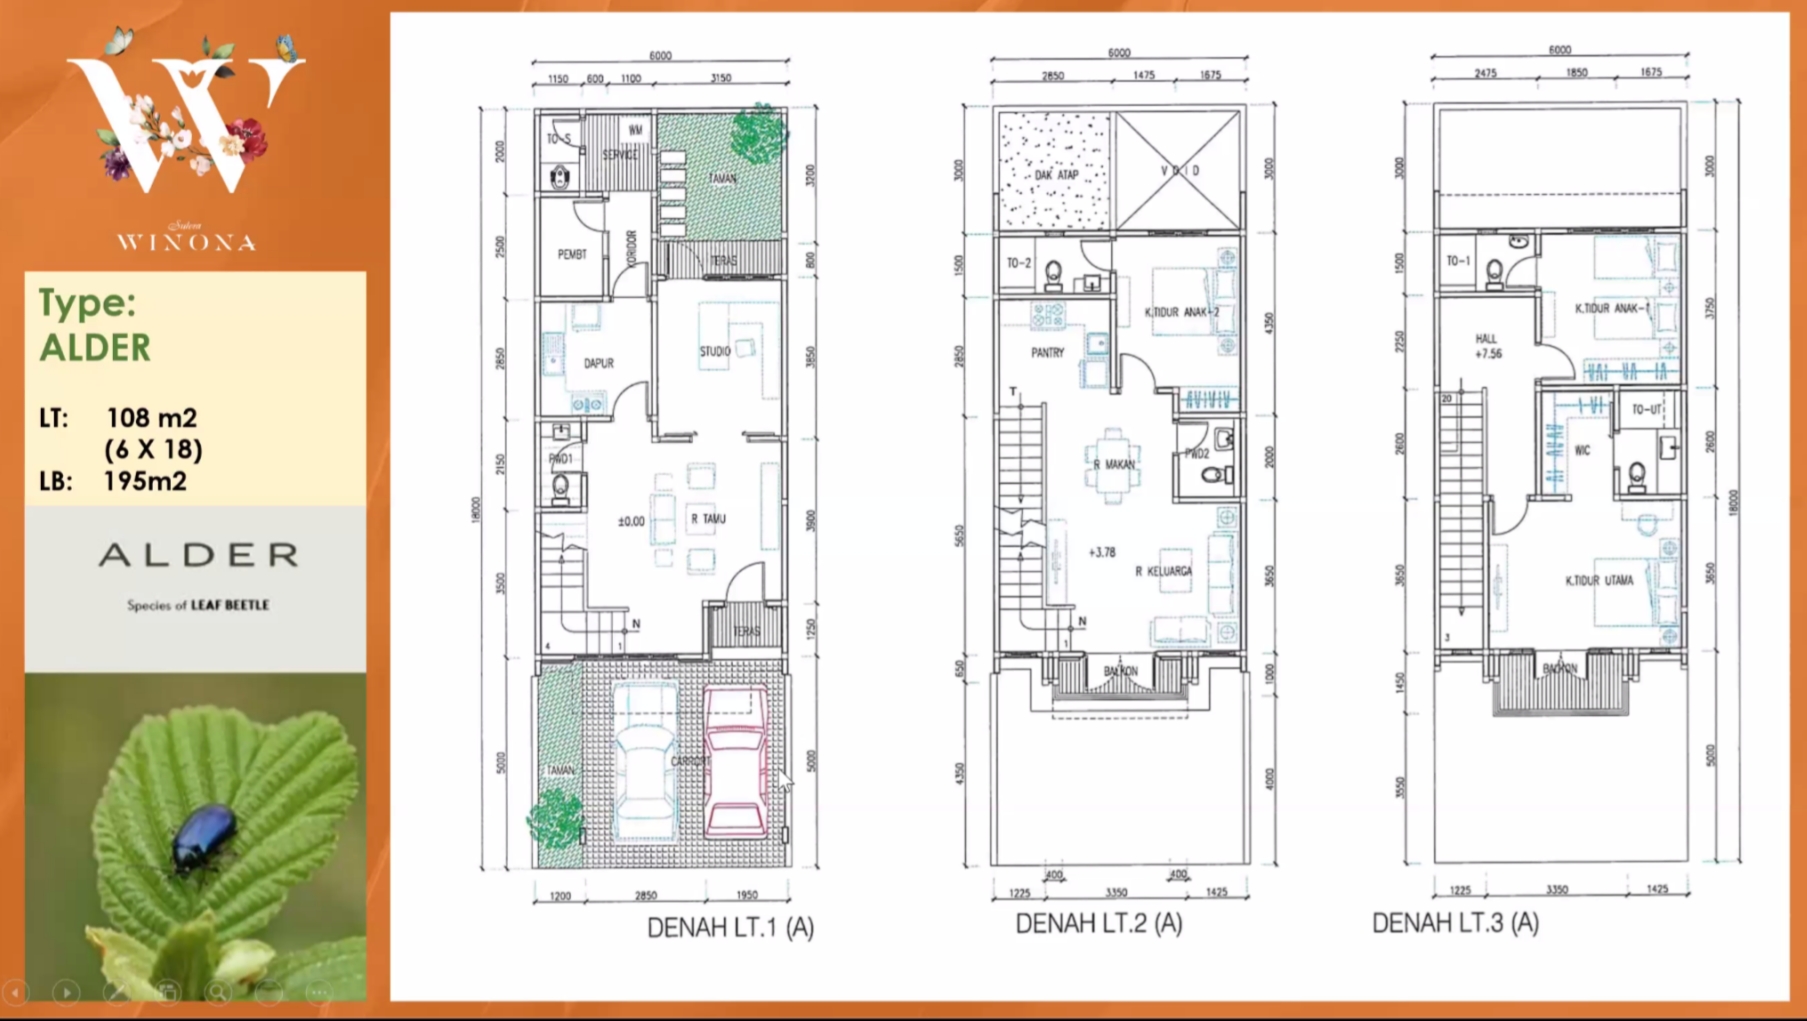 W
Sutera
WINONA
Type:
ALDER
LT: 108 m2
(6 X 18)
LB: 195m2
ALDER
Species of LEAF BEETLE
6000
1150 600 1100 3150
2000
2500
2850
2150
3500
5000
18000
TO-S
SERVICE
WM
TAMAN
PEMBT
KORIDOR
TERAS
DAPUR
STUDIO
PWD1
±0.00
R TAMU
N
4
1
TERAS
TAMAN
CARPORT
3200
800
3850
3900
1250
5000
1200 2850 1950
DENAH LT.1 (A)
6000
2850 1475 1675
3000
1500
2850
5650
650
4350
DAK ATAP
VOID
TO-2
K.TIDUR ANAK-2
PANTRY
T
R MAKAN
PWD2
+3.78
R KELUARGA
N
1
BALKON
3000
4350
2000
3650
1000
4000
400 400
1225 3350 1425
DENAH LT.2 (A)
6000
2475 1850 1675
3000
1500
2250
2600
3650
1450
3550
TO-1
K.TIDUR ANAK-1
HALL
+7.56
20
WIC
TO-UT
K.TIDUR UTAMA
3
BALKON
3000
3750
2600
3650
5000
18000
1225 3350 1425
DENAH LT.3 (A)